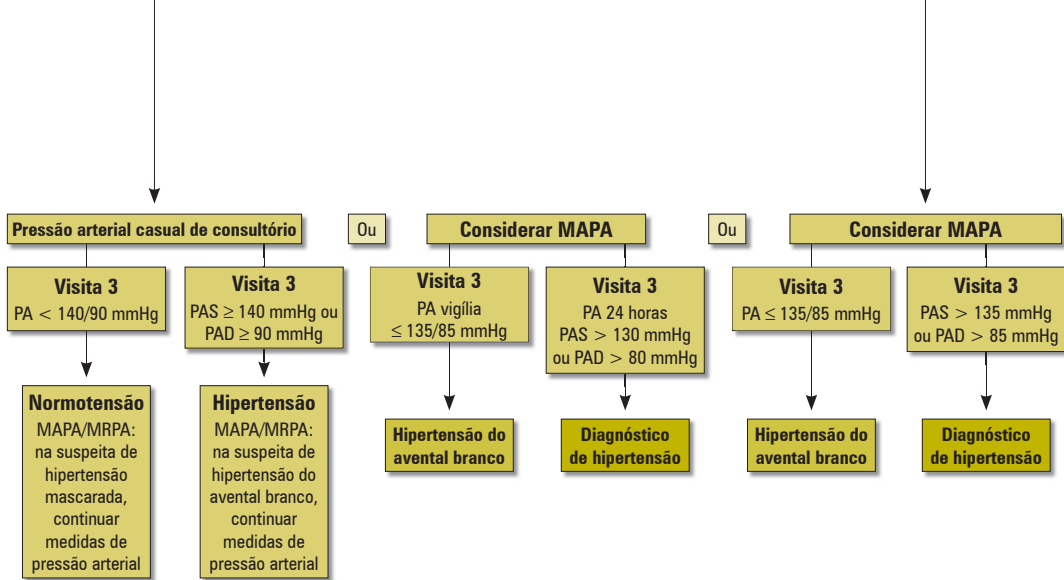 Pressão arterial casual de consultório
Ou
Considerar MAPA
Ou
Considerar MAPA
Visita 3
PA < 140/90 mmHg
Visita 3
PAS ≥ 140 mmHg ou
PAD ≥ 90 mmHg
Visita 3
PA vigília
≤ 135/85 mmHg
Visita 3
PA 24 horas
PAS > 130 mmHg
ou PAD > 80 mmHg
Visita 3
PA ≤ 135/85 mmHg
Visita 3
PAS > 135 mmHg
ou PAD > 85 mmHg
Normotensão
MAPA/MRPA:
na suspeita de
hipertensão
mascarada,
continuar
medidas de
pressão arterial
Hipertensão
MAPA/MRPA:
na suspeita de
hipertensão do
avental branco,
continuar
medidas de
pressão arterial
Hipertensão do
avental branco
Diagnóstico
de hipertensão
Hipertensão do
avental branco
Diagnóstico
de hipertensão